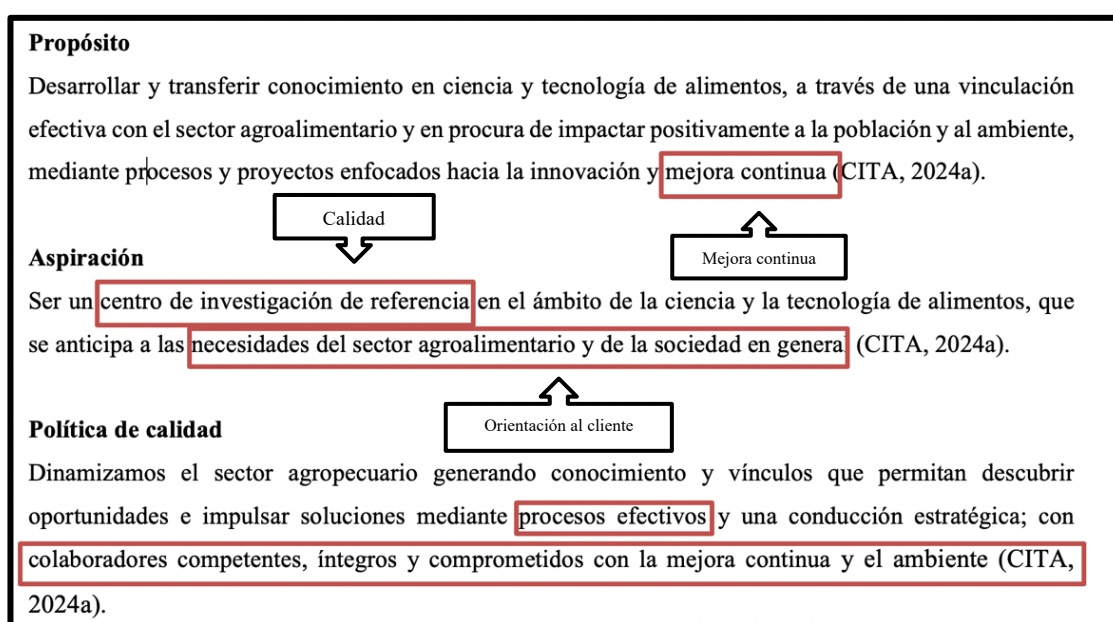 Propósito
Desarrollar y transferir conocimiento en ciencia y tecnología de alimentos, a través de una vinculación
efectiva con el sector agroalimentario y en procura de impactar positivamente a la población y al ambiente,
mediante procesos y proyectos enfocados hacia la innovación y mejora continua (CITA, 2024a).
Calidad
Mejora continua
Aspiración
Ser un centro de investigación de referencia en el ámbito de la ciencia y la tecnología de alimentos, que
se anticipa a las necesidades del sector agroalimentario y de la sociedad en general (CITA, 2024a).
Orientación al cliente
Política de calidad
Dinamizamos el sector agropecuario generando conocimiento y vínculos que permitan descubrir
oportunidades e impulsar soluciones mediante procesos efectivos y una conducción estratégica; con
colaboradores competentes, íntegros y comprometidos con la mejora continua y el ambiente (CITA,
2024a).